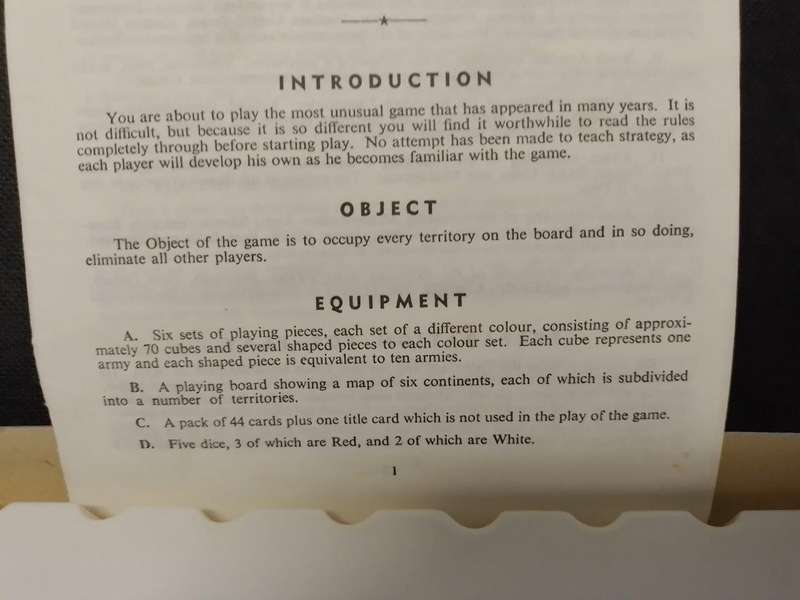 INTRODUCTION
You are about to play the most unusual game that has appeared in many years. It is
not difficult, but because it is so different you will find it worthwhile to read the rules
completely through before starting play. No attempt has been made to teach strategy, as
each player will develop his own as he becomes familiar with the game.
OBJECT
The Object of the game is to occupy every territory on the board and in so doing,
eliminate all other players.
EQUIPMENT
A. Six sets of playing pieces, each set of a different colour, consisting of approxi-
mately 70 cubes and several shaped pieces to each colour set. Each cube represents one
army and each shaped piece is equivalent to ten armies.
B. A playing board showing a map of six continents, each of which is subdivided
into a number of territories.
C. A pack of 44 cards plus one title card which is not used in the play of the game.
D. Five dice, 3 of which are Red, and 2 of which are White.
1